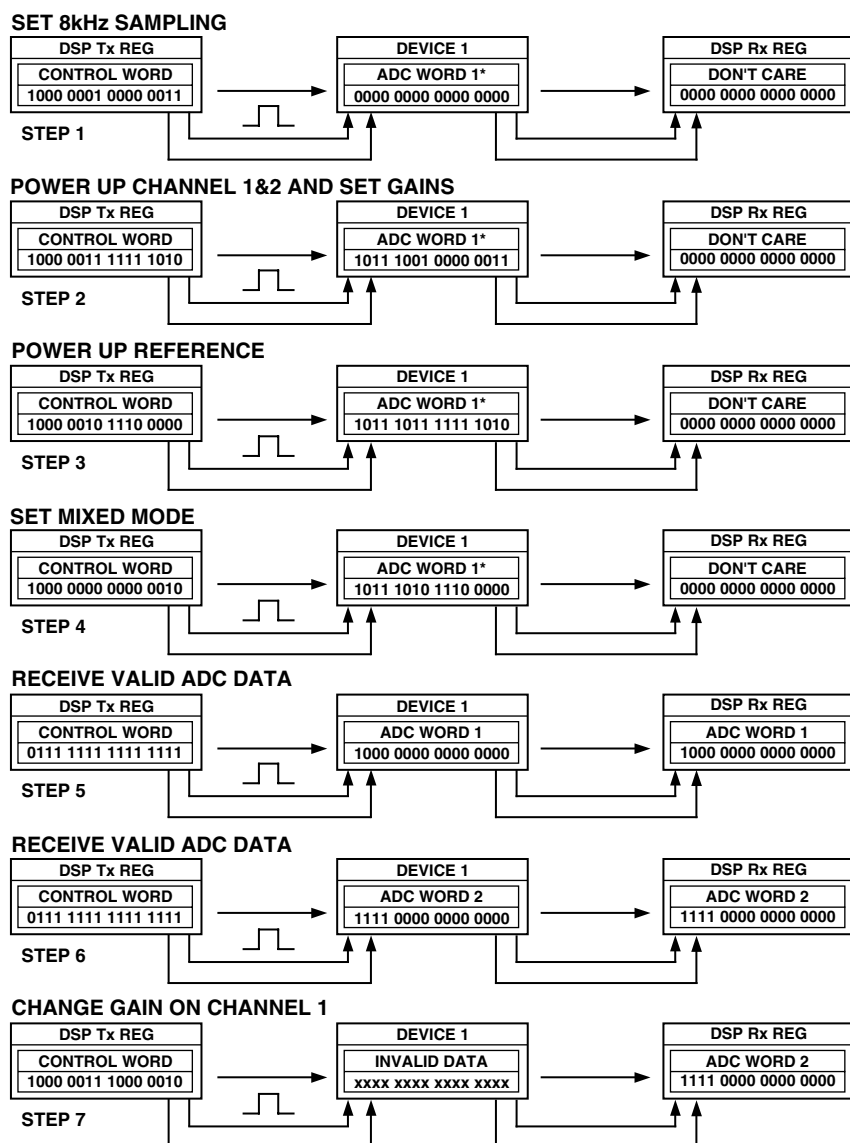 SET 8kHz SAMPLING
DSP Tx REG DEVICE 1 DSP Rx REG
CONTROL WORD ADC WORD 1* DON'T CARE
1000 0001 0000 0011 0000 0000 0000 0000 0000 0000 0000 0000
STEP 1
POWER UP CHANNEL 1&2 AND SET GAINS
DSP Tx REG DEVICE 1 DSP Rx REG
CONTROL WORD ADC WORD 1* DON'T CARE
1000 0011 1111 1010 1011 1001 0000 0011 0000 0000 0000 0000
STEP 2
POWER UP REFERENCE
DSP Tx REG DEVICE 1 DSP Rx REG
CONTROL WORD ADC WORD 1* DON'T CARE
1000 0010 1110 0000 1011 1011 1111 1010 0000 0000 0000 0000
STEP 3
SET MIXED MODE
DSP Tx REG DEVICE 1 DSP Rx REG
CONTROL WORD ADC WORD 1* DON'T CARE
1000 0000 0000 0010 1011 1010 1110 0000 0000 0000 0000 0000
STEP 4
RECEIVE VALID ADC DATA
DSP Tx REG DEVICE 1 DSP Rx REG
CONTROL WORD ADC WORD 1 ADC WORD 1
0111 1111 1111 1111 1000 0000 0000 0000 1000 0000 0000 0000
STEP 5
RECEIVE VALID ADC DATA
DSP Tx REG DEVICE 1 DSP Rx REG
CONTROL WORD ADC WORD 2 ADC WORD 2
0111 1111 1111 1111 1111 0000 0000 0000 1111 0000 0000 0000
STEP 6
CHANGE GAIN ON CHANNEL 1
DSP Tx REG DEVICE 1 DSP Rx REG
CONTROL WORD INVALID DATA ADC WORD 2
1000 0011 1000 0010 xxxx xxxx xxxx xxxx 1111 0000 0000 0000
STEP 7